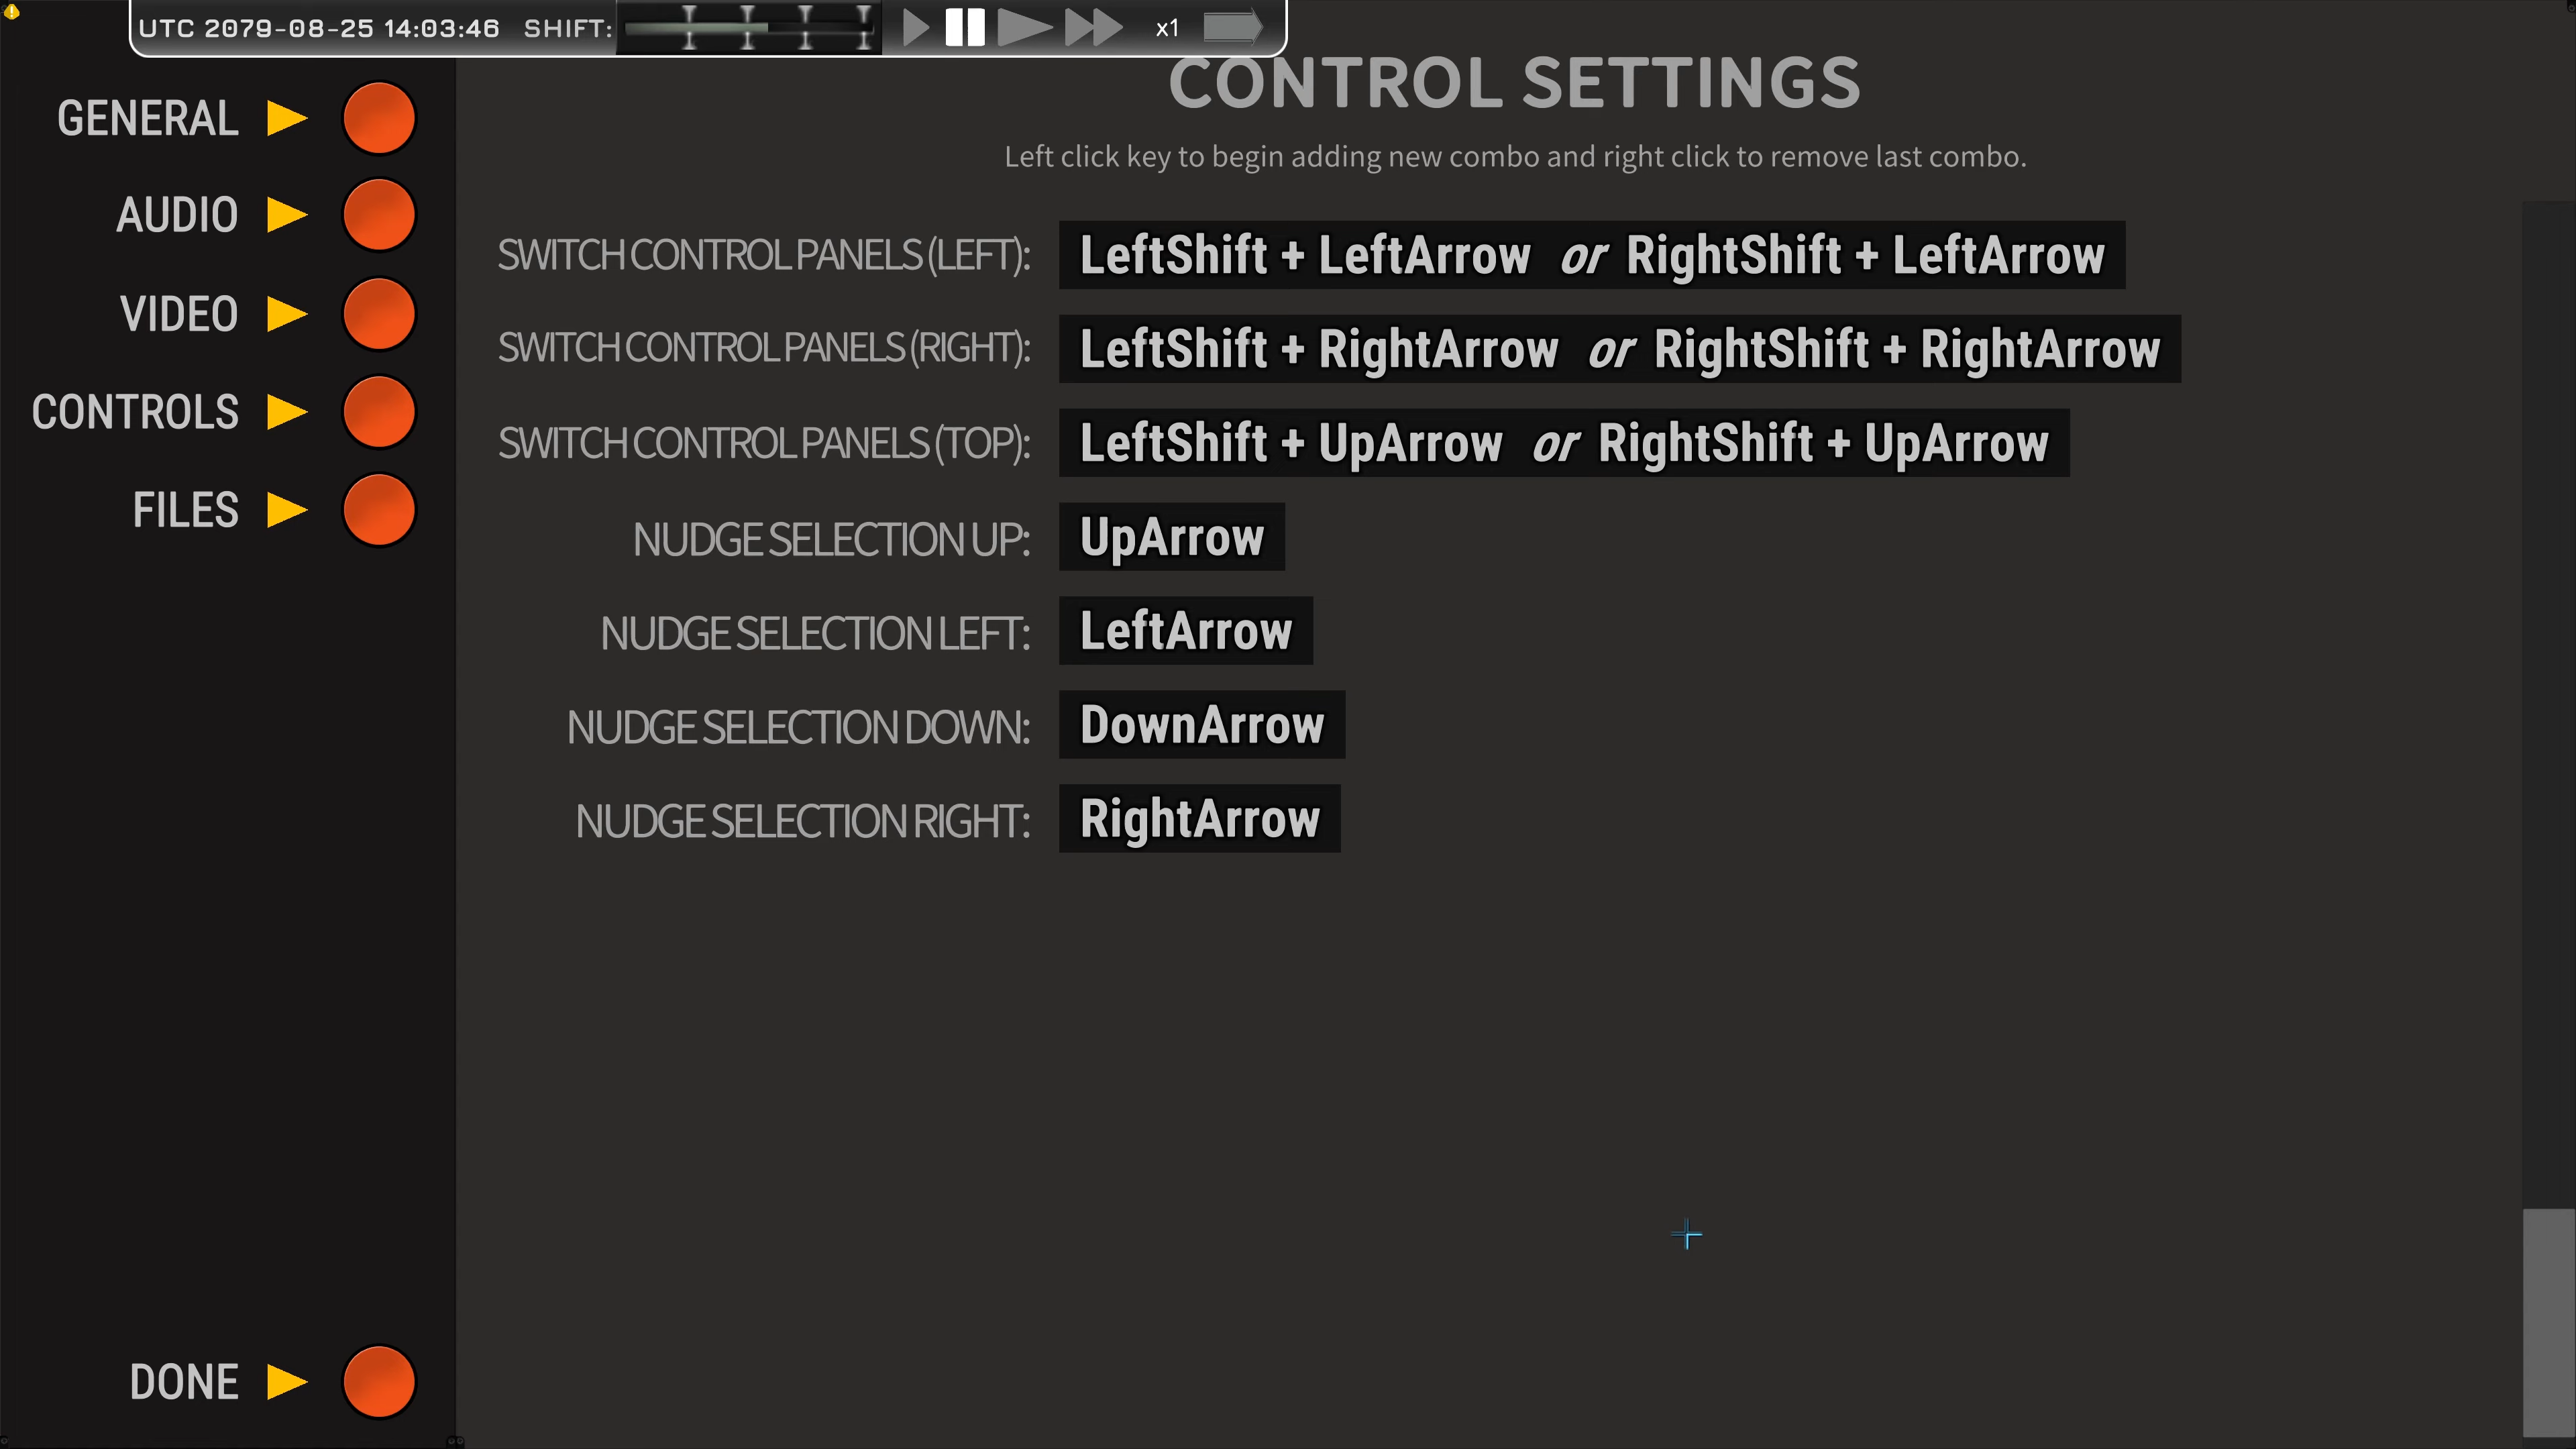 UTC 2079-08-25 14:03:46 SHIFT: x1
CONTROL SETTINGS
Left click key to begin adding new combo and right click to remove last combo.
GENERAL
AUDIO
VIDEO
CONTROLS
FILES
DONE
SWITCH CONTROL PANELS (LEFT): LeftShift + LeftArrow or RightShift + LeftArrow
SWITCH CONTROL PANELS (RIGHT): LeftShift + RightArrow or RightShift + RightArrow
SWITCH CONTROL PANELS (TOP): LeftShift + UpArrow or RightShift + UpArrow
NUDGE SELECTION UP: UpArrow
NUDGE SELECTION LEFT: LeftArrow
NUDGE SELECTION DOWN: DownArrow
NUDGE SELECTION RIGHT: RightArrow